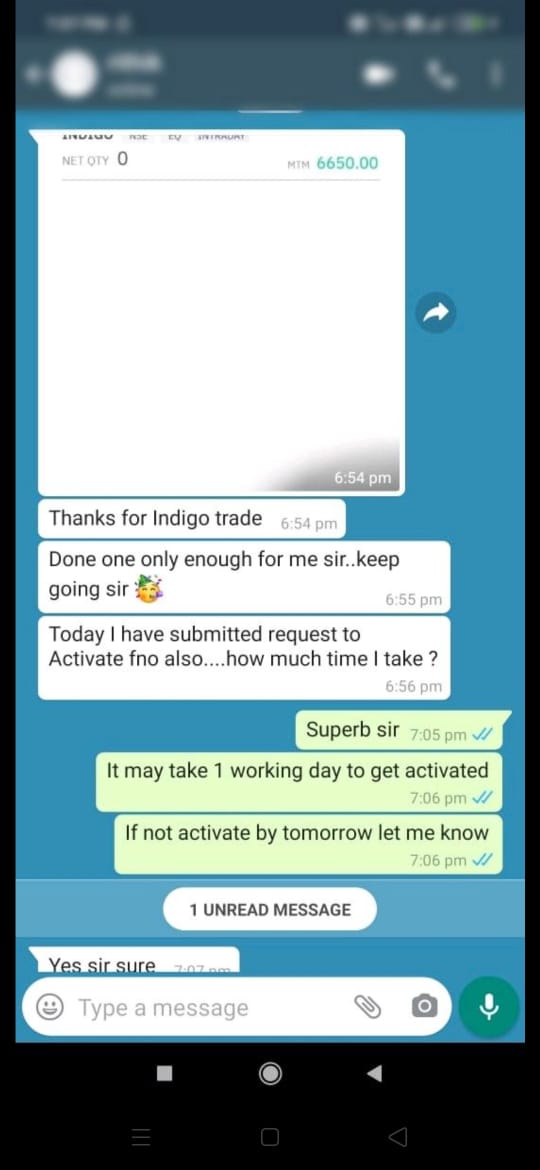 INDIGO NSE EQ INTRADAY
NET QTY 0 MTM 6650.00
6:54 pm
Thanks for Indigo trade 6:54 pm
Done one only enough for me sir..keep
going sir 🥳
6:55 pm
Today I have submitted request to
Activate fno also....how much time I take ?
6:56 pm
Superb sir 7:05 pm
It may take 1 working day to get activated
7:06 pm
If not activate by tomorrow let me know
7:06 pm
1 UNREAD MESSAGE
Yes sir sure 7:07 pm
Type a message